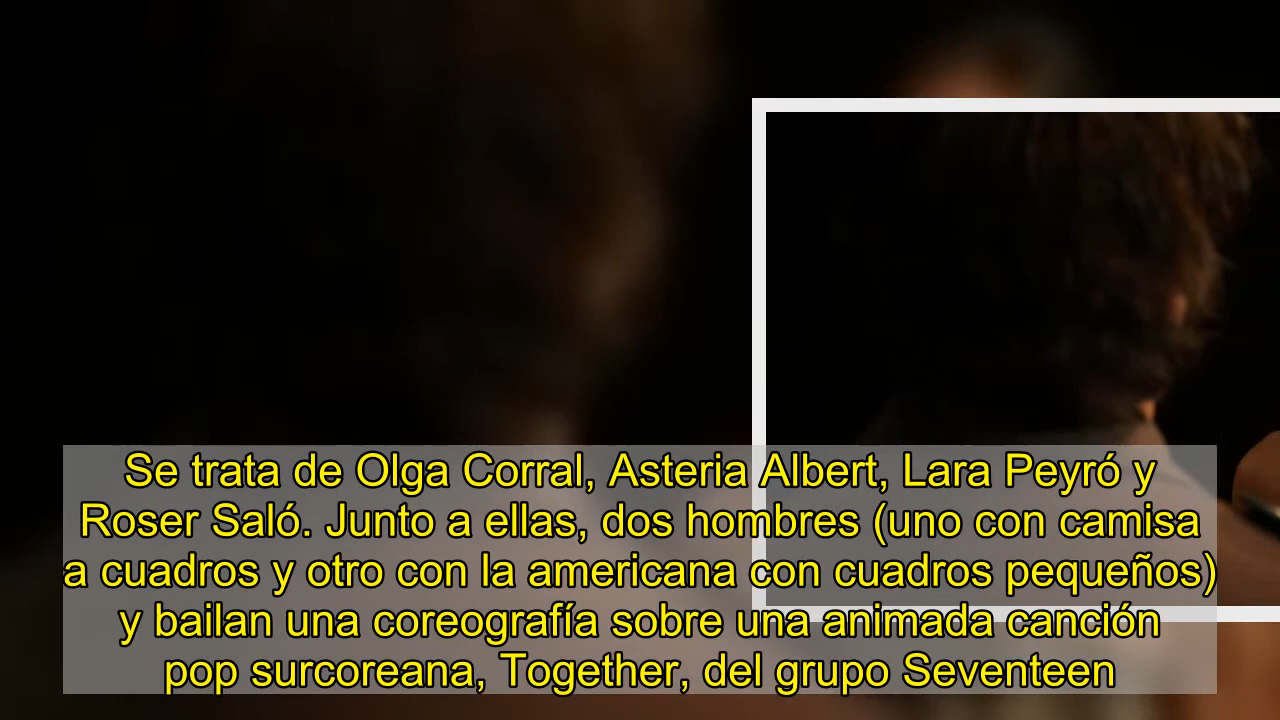 Se trata de Olga Corral, Asteria Albert, Lara Peyró y
Roser Saló. Junto a ellas, dos hombres (uno con camisa
a cuadros y otro con la americana con cuadros pequeños)
y bailan una coreografía sobre una animada canción
pop surcoreana, Together, del grupo Seventeen